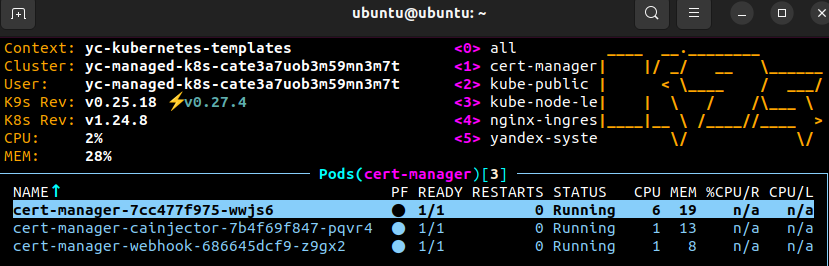 ubuntu@ubuntu: ~
Context: yc-kubernetes-templates <0> all
Cluster: yc-managed-k8s-cate3a7uob3m59mn3m7t <1> cert-manager
User: yc-managed-k8s-cate3a7uob3m59mn3m7t <2> kube-public
K9s Rev: v0.25.18 ⚡v0.27.4 <3> kube-node-le
K8s Rev: v1.24.8 <4> nginx-ingres
CPU: 2% <5> yandex-syste
MEM: 28%
Pods(cert-manager)[3]
NAME↑ PF READY RESTARTS STATUS CPU MEM %CPU/R CPU/L
cert-manager-7cc477f975-wwjs6 ● 1/1 0 Running 6 19 n/a n/a
cert-manager-cainjector-7b4f69f847-pqvr4 ● 1/1 0 Running 1 13 n/a n/a
cert-manager-webhook-686645dcf9-z9gx2 ● 1/1 0 Running 1 8 n/a n/a